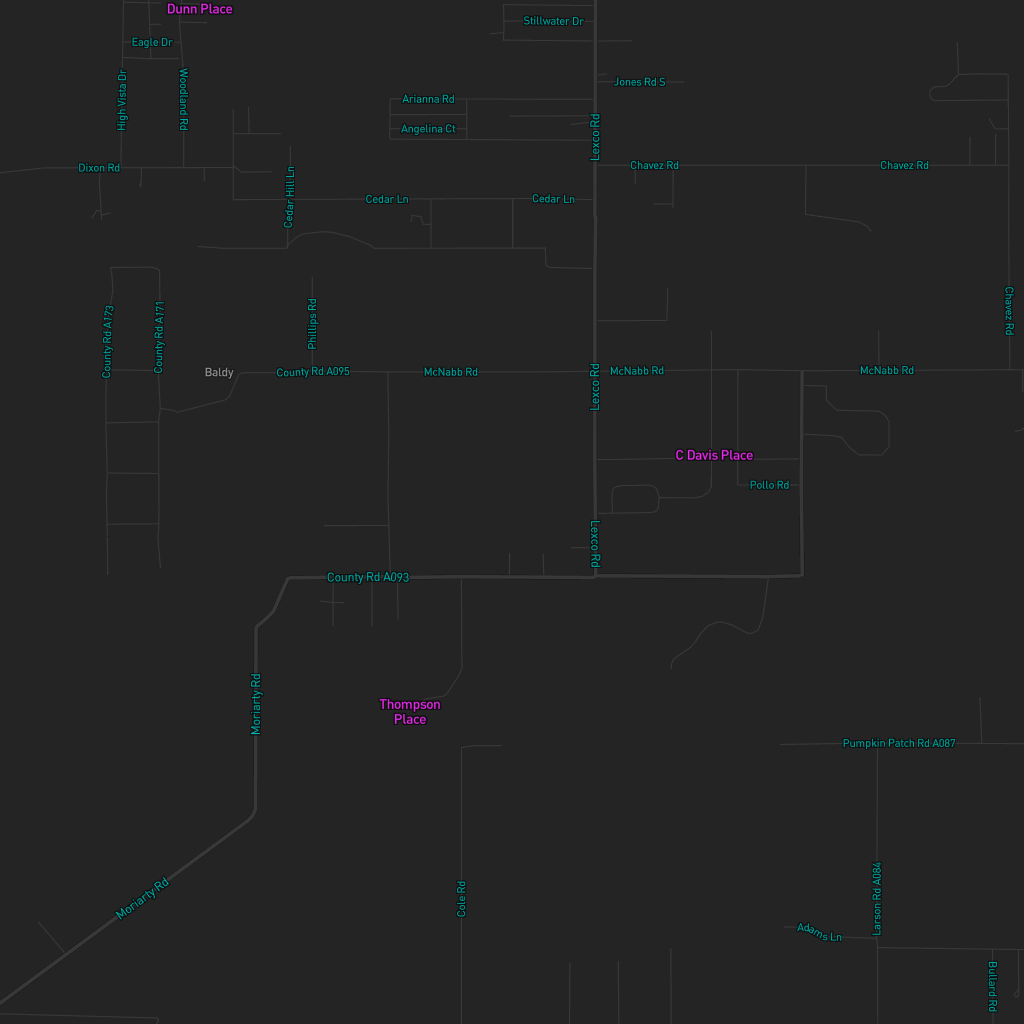 Dunn Place
Stillwater Dr
Eagle Dr
Jones Rd S
High Vista Dr
Woodland Rd
Arianna Rd
Angelina Ct
Lexco Rd
Dixon Rd
Chavez Rd
Chavez Rd
Cedar Hill Ln
Cedar Ln
Cedar Ln
County Rd A173
County Rd A171
Phillips Rd
Chavez Rd
Baldy
County Rd A095
McNabb Rd
Lexco Rd
McNabb Rd
McNabb Rd
C Davis Place
Pollo Rd
Lexco Rd
County Rd A093
Moriarty Rd
Thompson
Place
Pumpkin Patch Rd A087
Moriarty Rd
Cole Rd
Larson Rd A084
Adams Ln
Bullard Rd